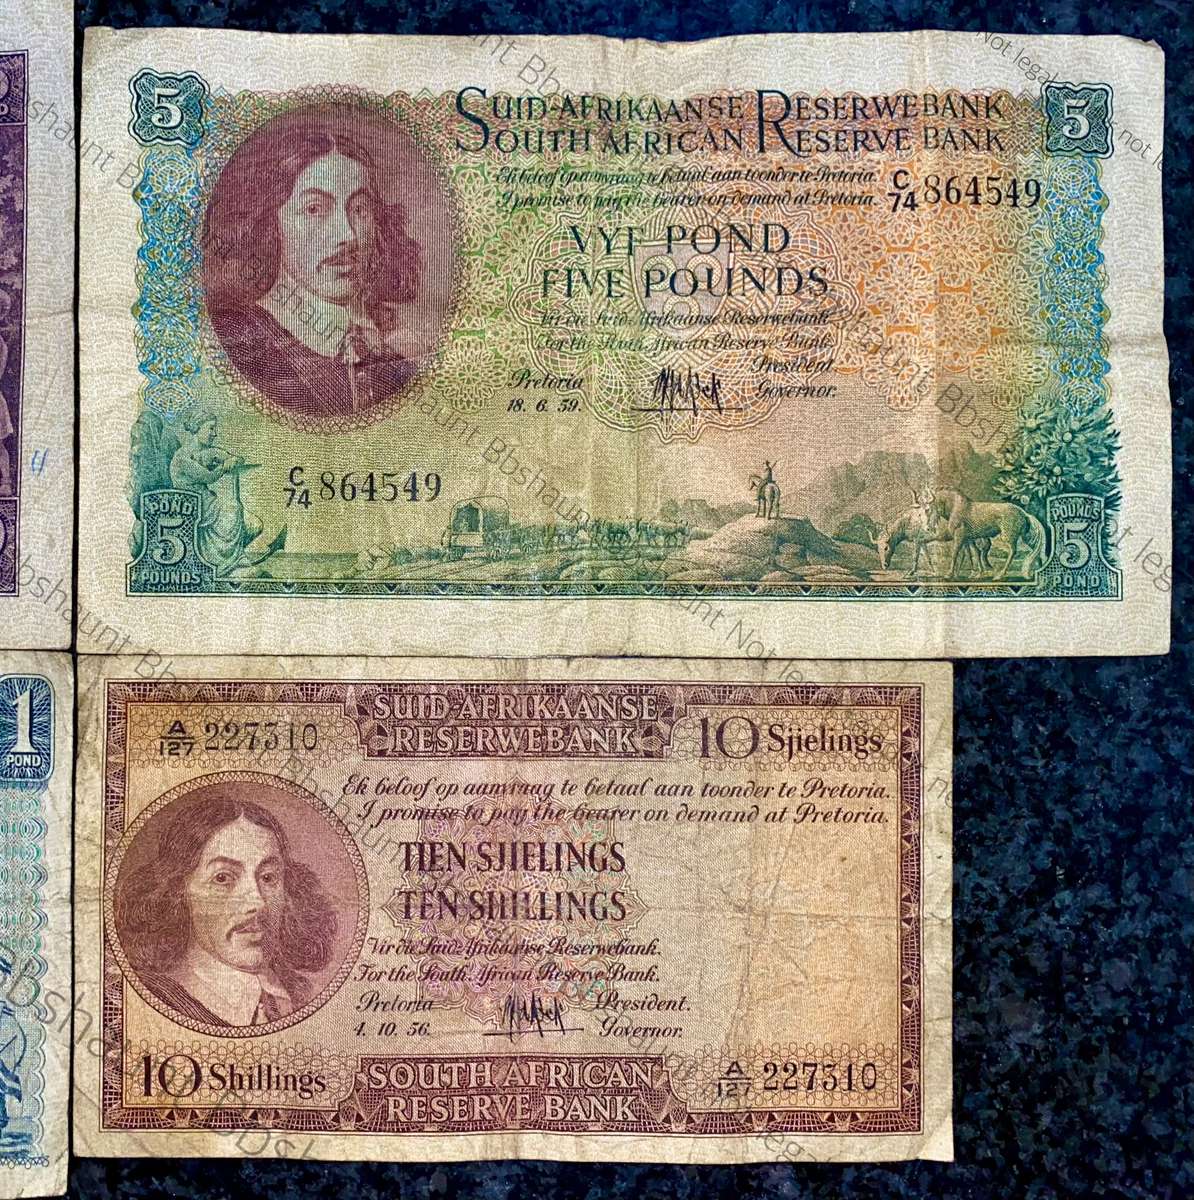 5
SUID-AFRIKAANSE RESERWEBANK
SOUTH AFRICAN RESERVE BANK
5
Ek beloof op aanvraag te betaal aan toonder te Pretoria.
I promise to pay the bearer on demand at Pretoria.
C/74 864549
VYF POND
FIVE POUNDS
Vir die Suid-Afrikaanse Reserwebank
For the South African Reserve Bank
President
Pretoria
18. 6. 59.
Governor.
C/74 864549
POND
5
POUNDS
POUNDS
5
POND
1
POND
SUID-AFRIKAANSE
RESERWEBANK
A/127 227310
10 Sjielings
Ek beloof op aanvraag te betaal aan toonder te Pretoria.
I promise to pay the bearer on demand at Pretoria.
TIEN SJIELINGS
TEN SHILLINGS
Vir die Suid-Afrikaanse Reserwebank.
For the South African Reserve Bank.
Pretoria
President.
4. 10. 56.
Governor.
10 Shillings
SOUTH AFRICAN
RESERVE BANK
A/127 227310
Bbshaunt Not legal